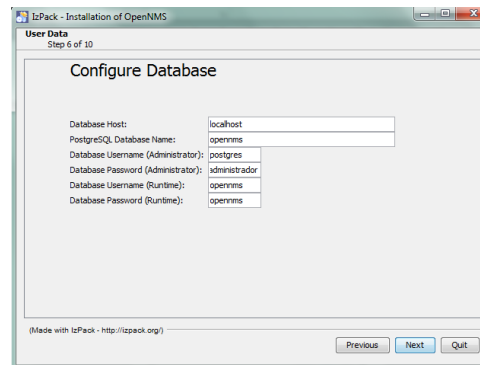 IzPack - Installation of OpenNMS
User Data
Step 6 of 10
Configure Database
Database Host: localhost
PostgreSQL Database Name: opennms
Database Username (Administrator): postgres
Database Password (Administrator): administrador
Database Username (Runtime): opennms
Database Password (Runtime): opennms
(Made with IzPack - http://izpack.org/)
Previous Next Quit